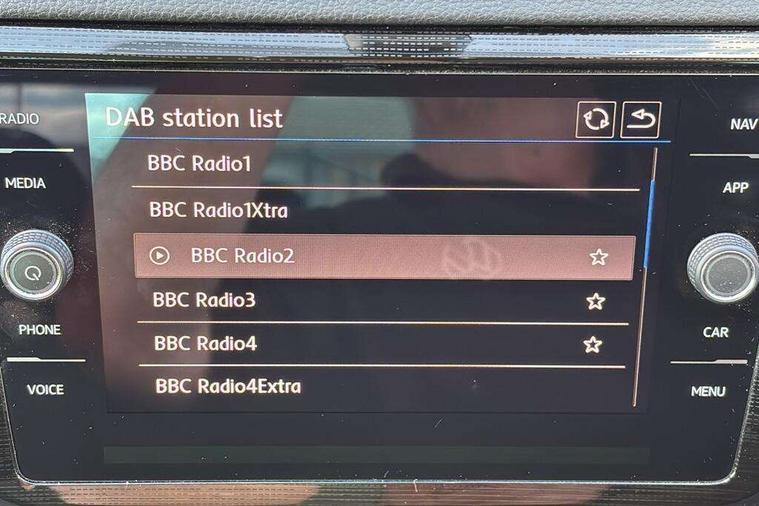 RADIO
MEDIA
PHONE
VOICE
DAB station list
BBC Radio1
BBC Radio1Xtra
BBC Radio2
BBC Radio3
BBC Radio4
BBC Radio4Extra
NAV
APP
CAR
MENU